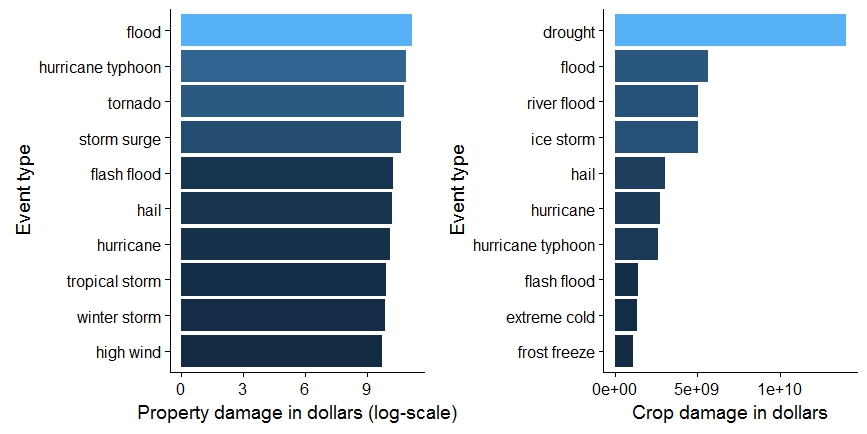 Event type
flood
hurricane typhoon
tornado
storm surge
flash flood
hail
hurricane
tropical storm
winter storm
high wind
0 3 6 9
Property damage in dollars (log-scale)
Event type
drought
flood
river flood
ice storm
hail
hurricane
hurricane typhoon
flash flood
extreme cold
frost freeze
0e+00 5e+09 1e+10
Crop damage in dollars